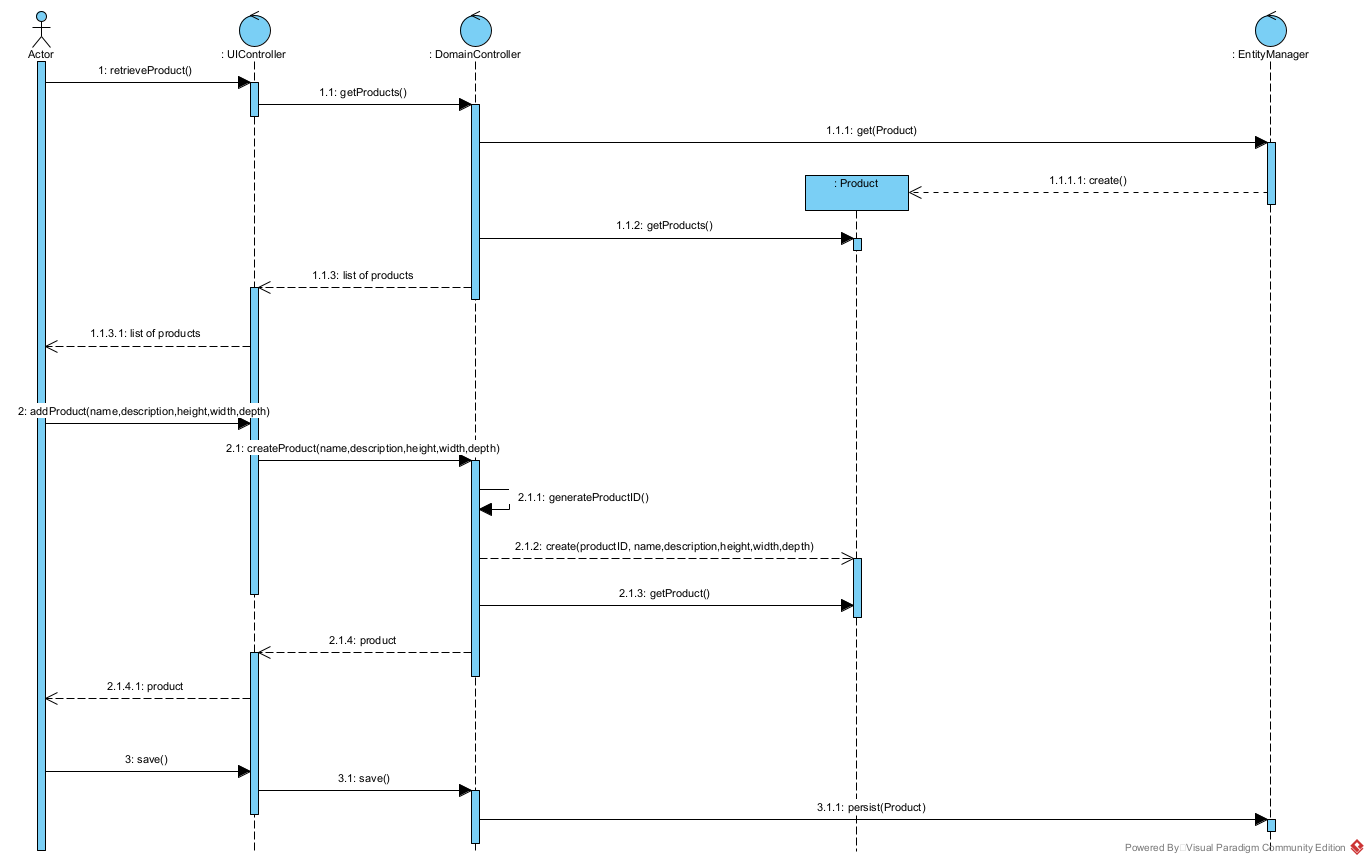 Actor
: UIController
: DomainController
: EntityManager
1: retrieveProduct()
1.1: getProducts()
1.1.1: get(Product)
: Product
1.1.1.1: create()
1.1.2: getProducts()
1.1.3: list of products
1.1.3.1: list of products
2: addProduct(name,description,height,width,depth)
2.1: createProduct(name,description,height,width,depth)
2.1.1: generateProductID()
2.1.2: create(productID, name,description,height,width,depth)
2.1.3: getProduct()
2.1.4: product
2.1.4.1: product
3: save()
3.1: save()
3.1.1: persist(Product)
Powered By Visual Paradigm Community Edition